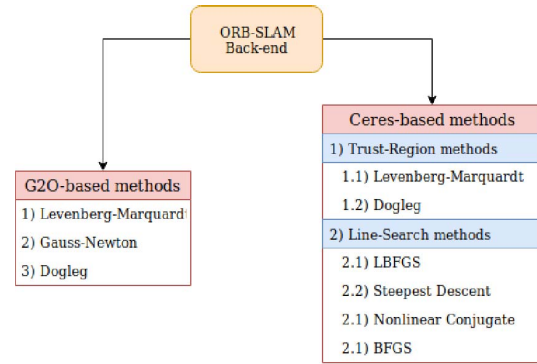 ORB-SLAM
Back-end
G2O-based methods
1) Levenberg-Marquardt
2) Gauss-Newton
3) Dogleg
Ceres-based methods
1) Trust-Region methods
1.1) Levenberg-Marquardt
1.2) Dogleg
2) Line-Search methods
2.1) LBFGS
2.2) Steepest Descent
2.1) Nonlinear Conjugate
2.1) BFGS